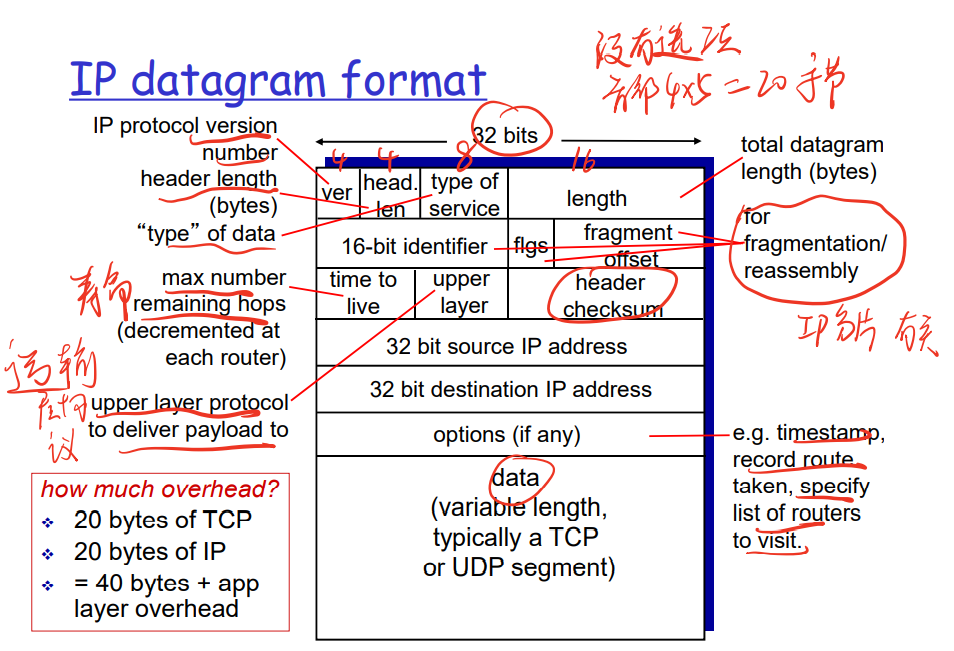 没有选项
首部4x5=20字节
IP datagram format
32 bits
4 4 8 16
IP protocol version
number
header length
(bytes)
“type” of data
max number
remaining hops
(decremented at
each router)
upper layer protocol
to deliver payload to
寿命
运输
层协
议
ver
head.
len
type of
service
length
16-bit identifier
flgs
fragment
offset
time to
live
upper
layer
header
checksum
32 bit source IP address
32 bit destination IP address
options (if any)
data
(variable length,
typically a TCP
or UDP segment)
total datagram
length (bytes)
for
fragmentation/
reassembly
IP分片 有关
e.g. timestamp,
record route
taken, specify
list of routers
to visit.
how much overhead?
❖ 20 bytes of TCP
❖ 20 bytes of IP
❖ = 40 bytes + app
layer overhead